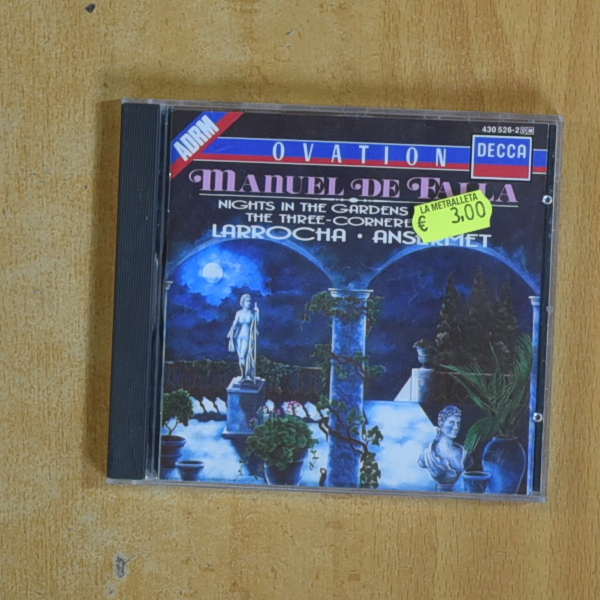 430 526-2 DM
ADRM
OVATION
DECCA
MANUEL DE FALLA
NIGHTS IN THE GARDENS
THE THREE-CORNERE
LARROCHA · ANSERMET
LA METRALLETA
€ 3,00